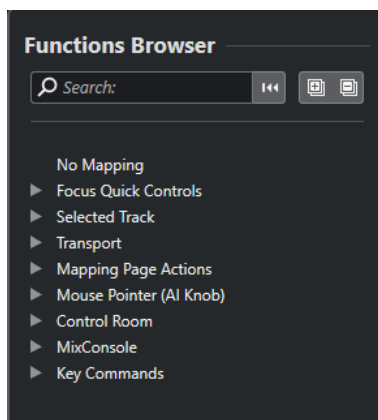 Functions Browser
Search:
No Mapping
Focus Quick Controls
Selected Track
Transport
Mapping Page Actions
Mouse Pointer (AI Knob)
Control Room
MixConsole
Key Commands